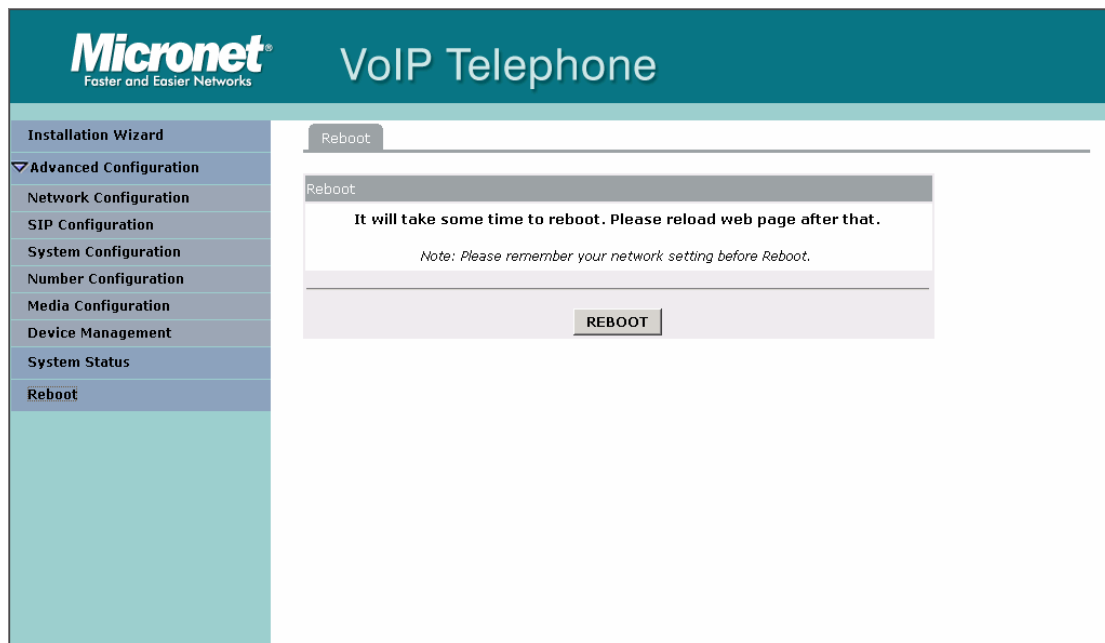 Micronet®
Faster and Easier Networks
VoIP Telephone
Installation Wizard
Advanced Configuration
Network Configuration
SIP Configuration
System Configuration
Number Configuration
Media Configuration
Device Management
System Status
Reboot
Reboot
Reboot
It will take some time to reboot. Please reload web page after that.
Note: Please remember your network setting before Reboot.
REBOOT